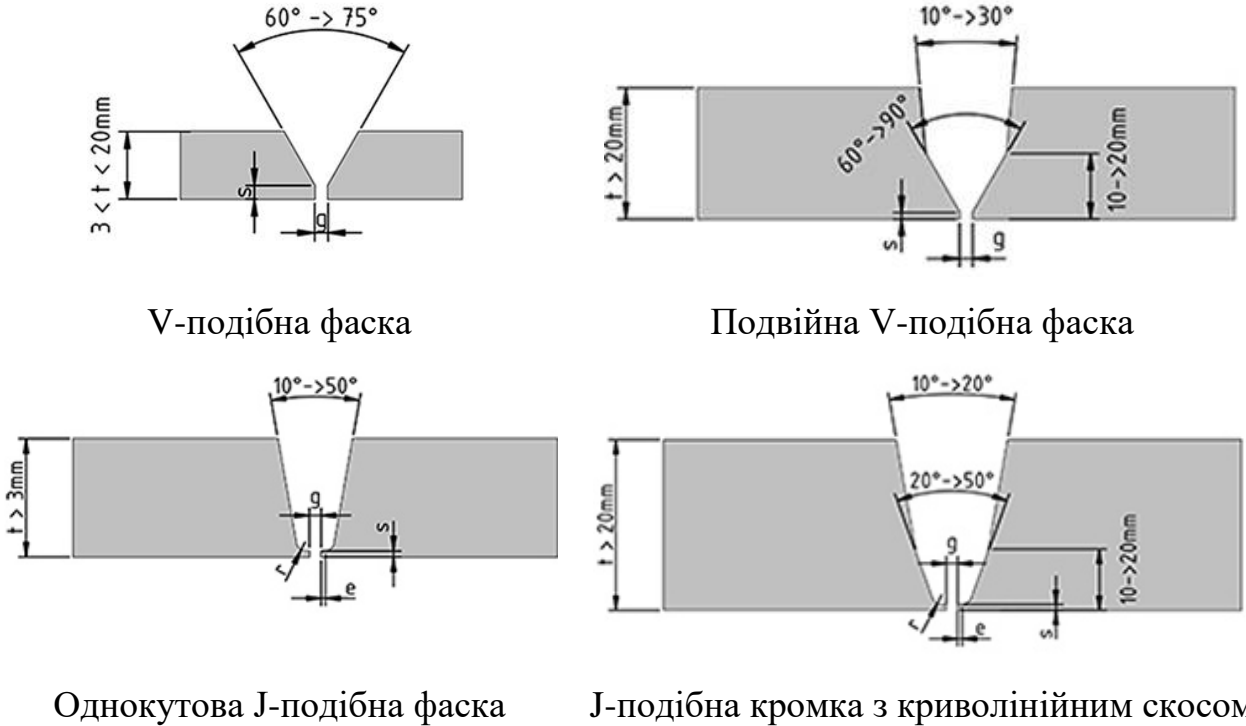 60° -> 75°
3 < t < 20mm
s
g
V-подібна фаска
10°->30°
t > 20mm
60°->90°
10->20mm
s
g
Подвійна V-подібна фаска
10°->50°
t > 3mm
g
s
r
e
Однокутова J-подібна фаска
10°->20°
t > 20mm
20°->50°
g
10->20mm
r
e
s
J-подібна кромка з криволінійним скосом